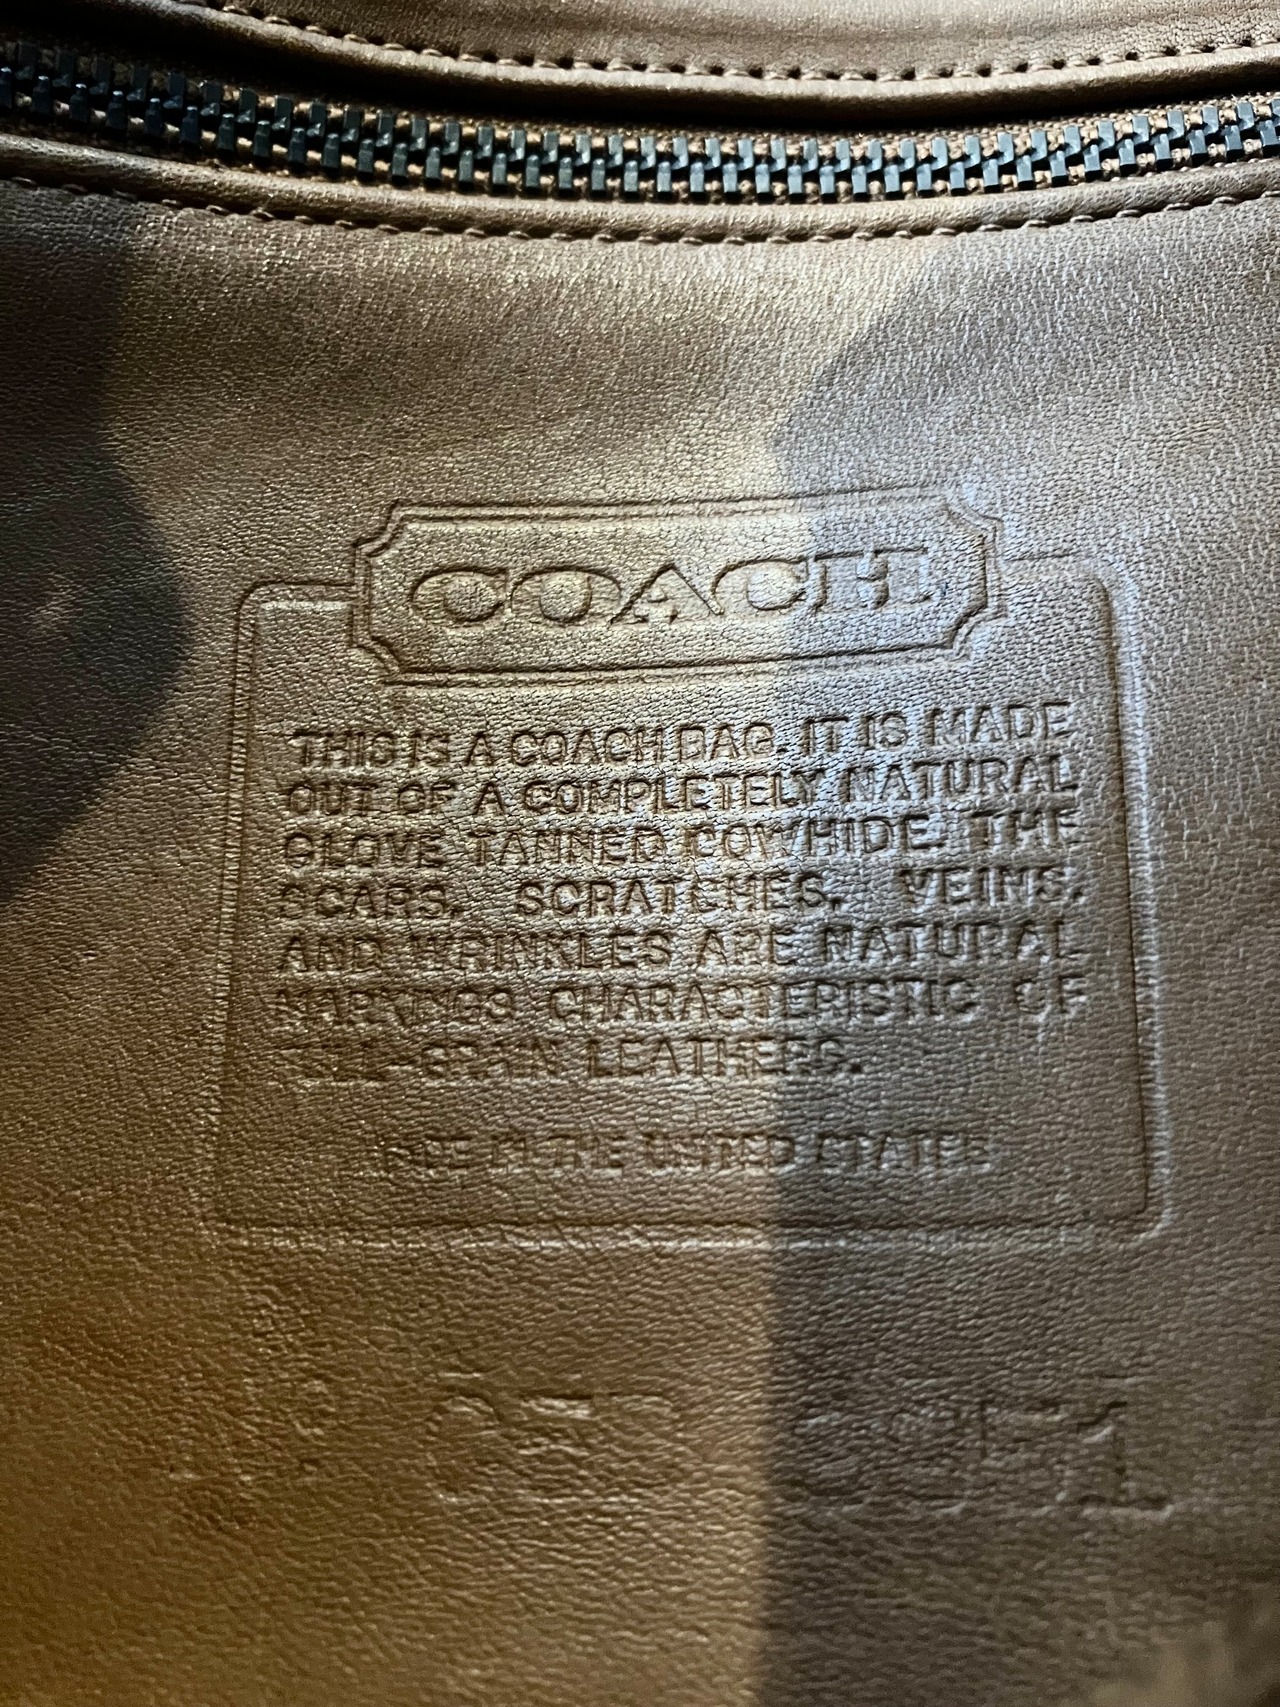 COACH
THIS IS A COACH BAG. IT IS MADE
OUT OF A COMPLETELY NATURAL
GLOVE TANNED COWHIDE. THE
SCARS, SCRATCHES, VEINS,
AND WRINKLES ARE NATURAL
MARKINGS CHARACTERISTIC OF
FULL-GRAIN LEATHERS.
MADE IN THE UNITED STATES